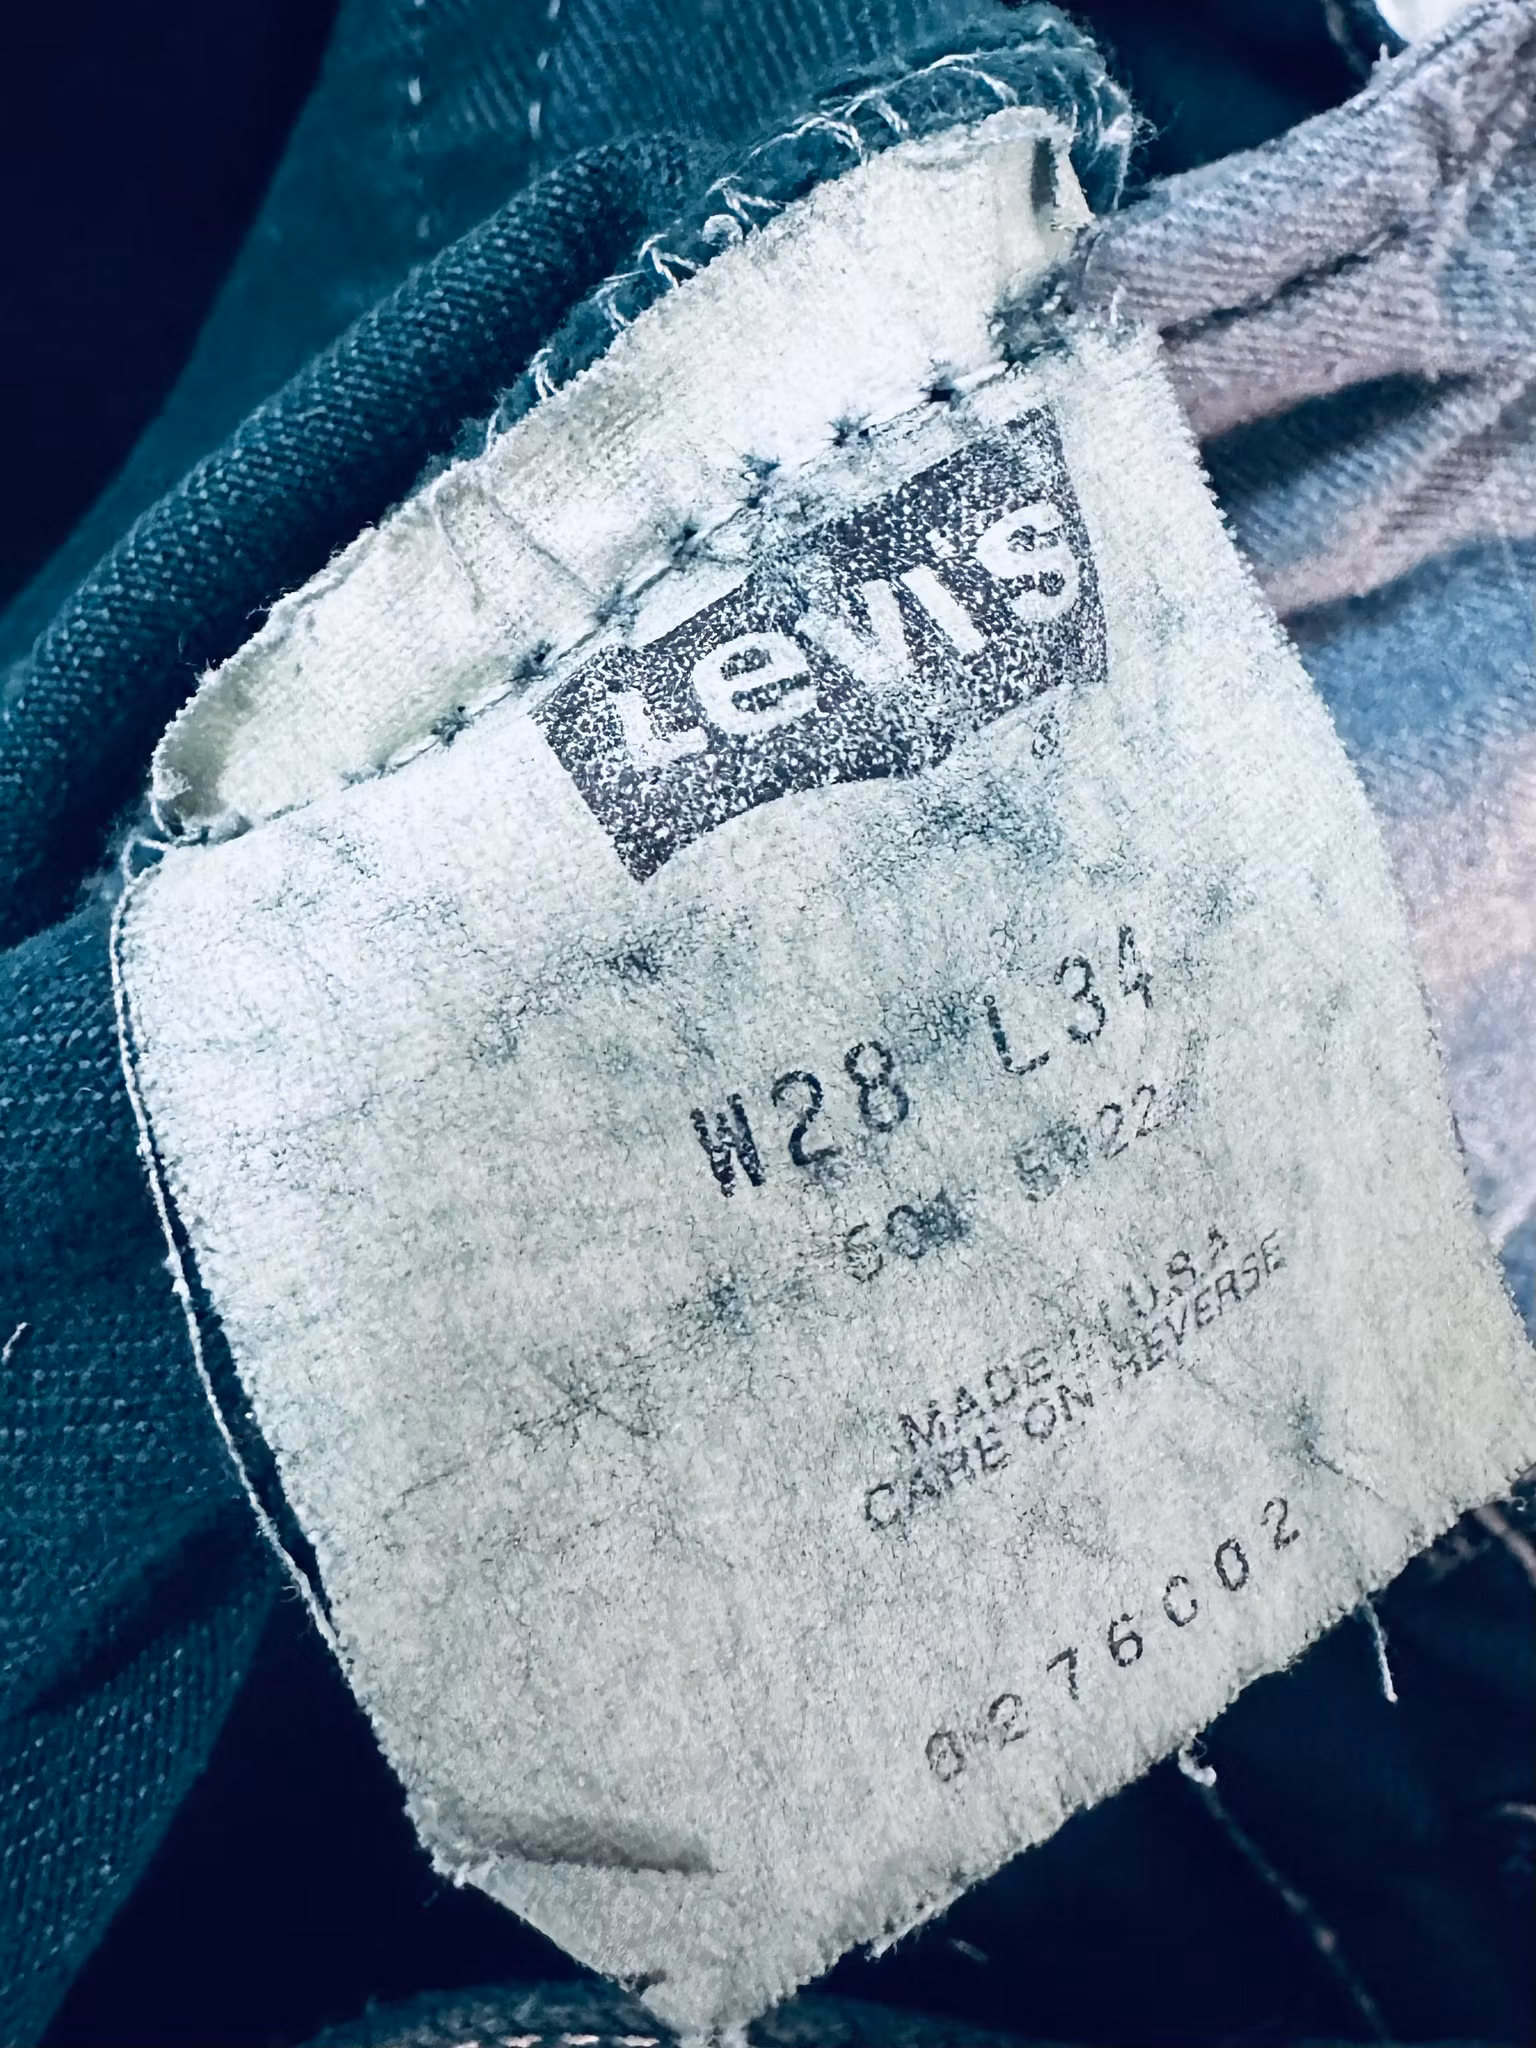 Levi's
W28 L34
MADE IN U.S.A
CARE ON REVERSE
0276002